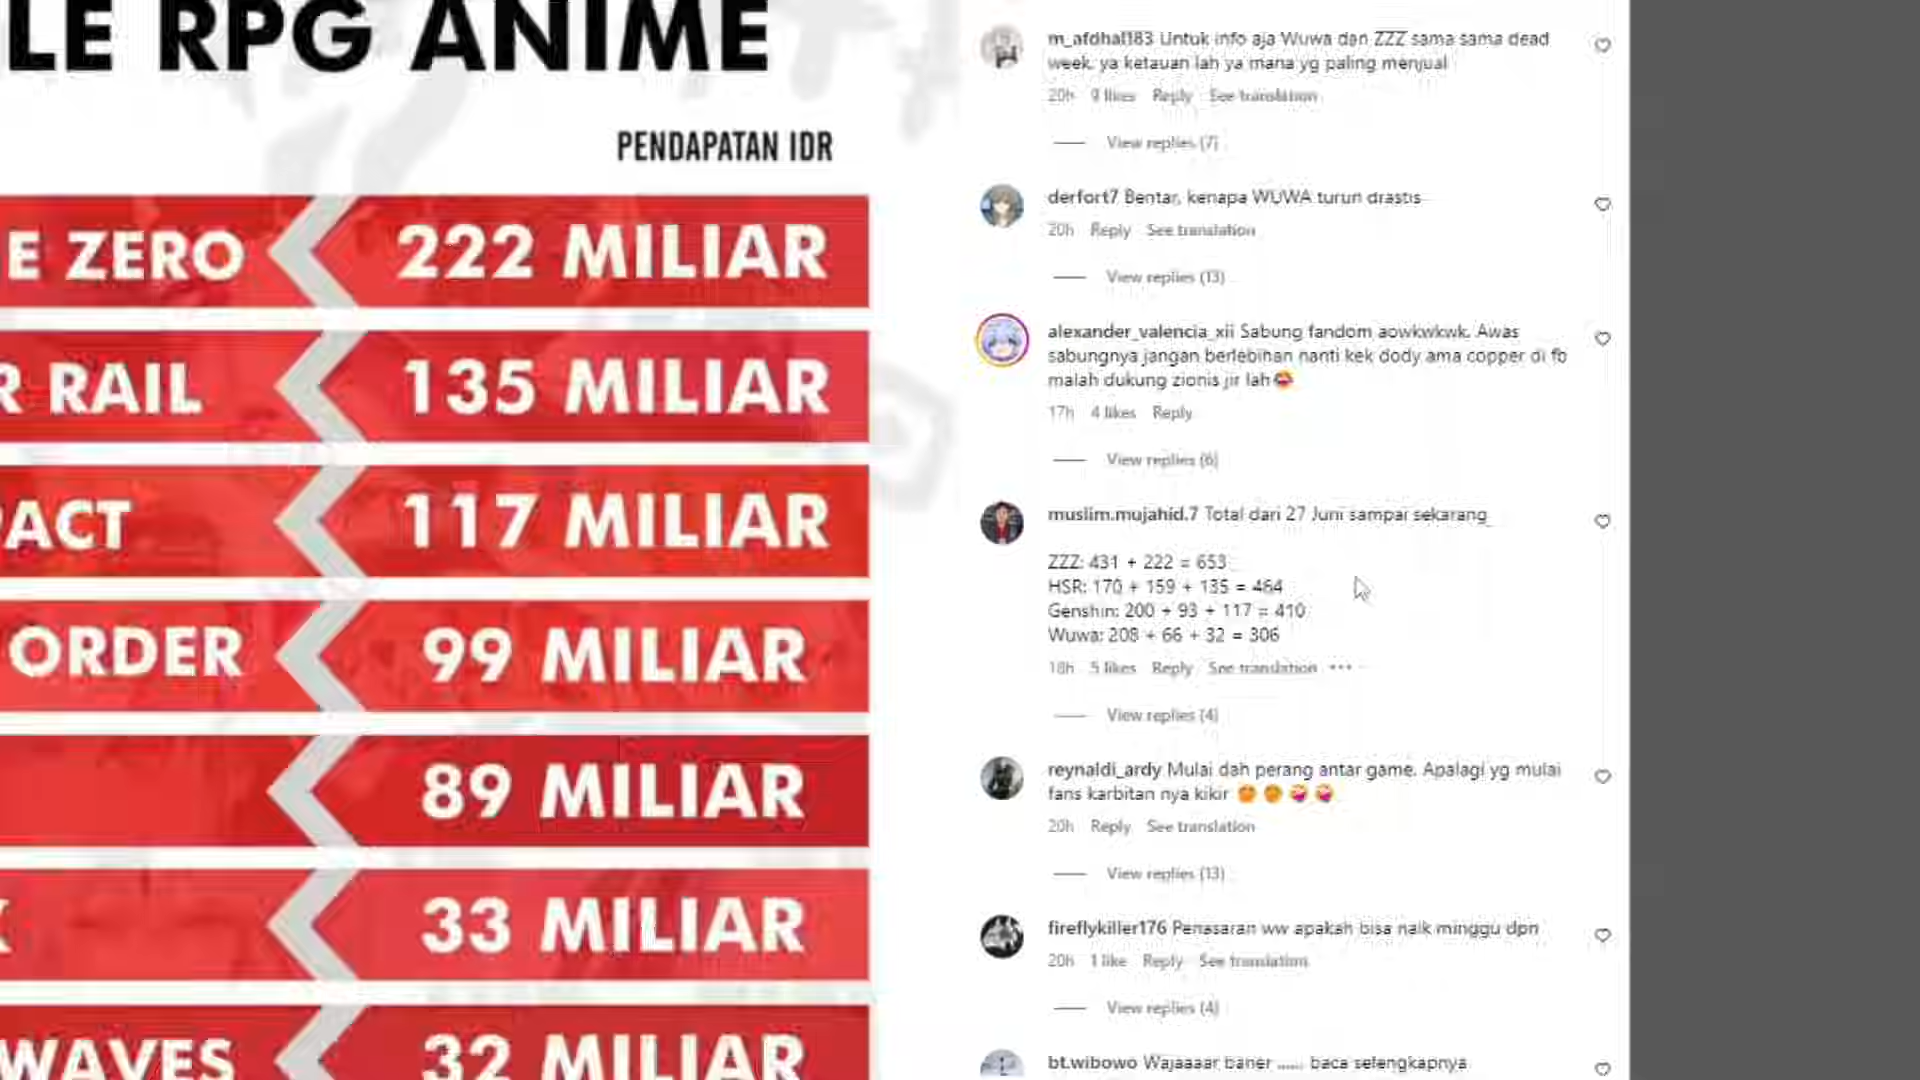 LE RPG ANIME
PENDAPATAN IDR
E ZERO
222 MILIAR
R RAIL
135 MILIAR
PACT
117 MILIAR
ORDER
99 MILIAR
89 MILIAR
33 MILIAR
WAVES
32 MILIAR
m_afdhal183 Untuk info aja Wuwa dan ZZZ sama sama dead
week, ya ketauan lah ya mana yg paling menjual
20h 9 likes Reply See translation
View replies (7)
derfort7 Bentar, kenapa WUWA turun drastis
20h Reply See translation
View replies (13)
alexander_valencia_xii Sabung fandom aowkwkwk. Awas
sabungnya jangan berlebihan nanti kek dody ama copper di fb
malah dukung zionis jir lah
17h 4 likes Reply
View replies (6)
muslim.mujahid.7 Total dari 27 Juni sampai sekarang
ZZZ: 431 + 222 = 653
HSR: 170 + 159 + 135 = 464
Genshin: 200 + 93 + 117 = 410
Wuwa: 208 + 66 + 32 = 306
18h 5 likes Reply See translation •••
View replies (4)
reynaldi_ardy Mulai dah perang antar game. Apalagi yg mulai
fans karbitan nya kikir
20h Reply See translation
View replies (13)
fireflykiller176 Penasaran ww apakah bisa naik minggu dpn
20h 1 like Reply See translation
View replies (4)
bt.wibowo Wajaaaar baner ...... baca selengkapnya